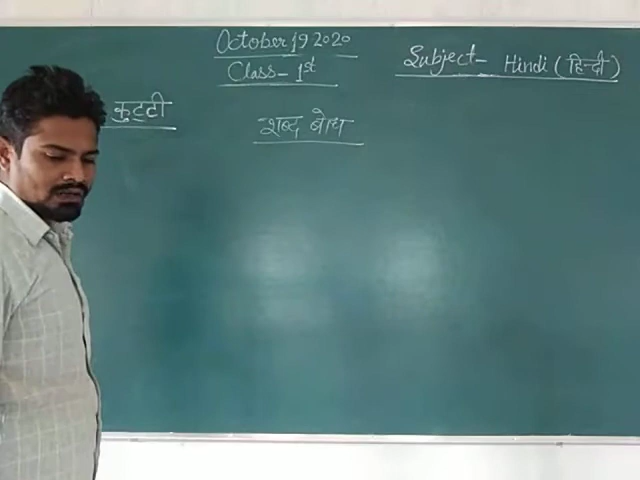 October 19 2020
Class- 1st
Subject- Hindi (हिन्दी)
कुट्टी
शब्द बोध